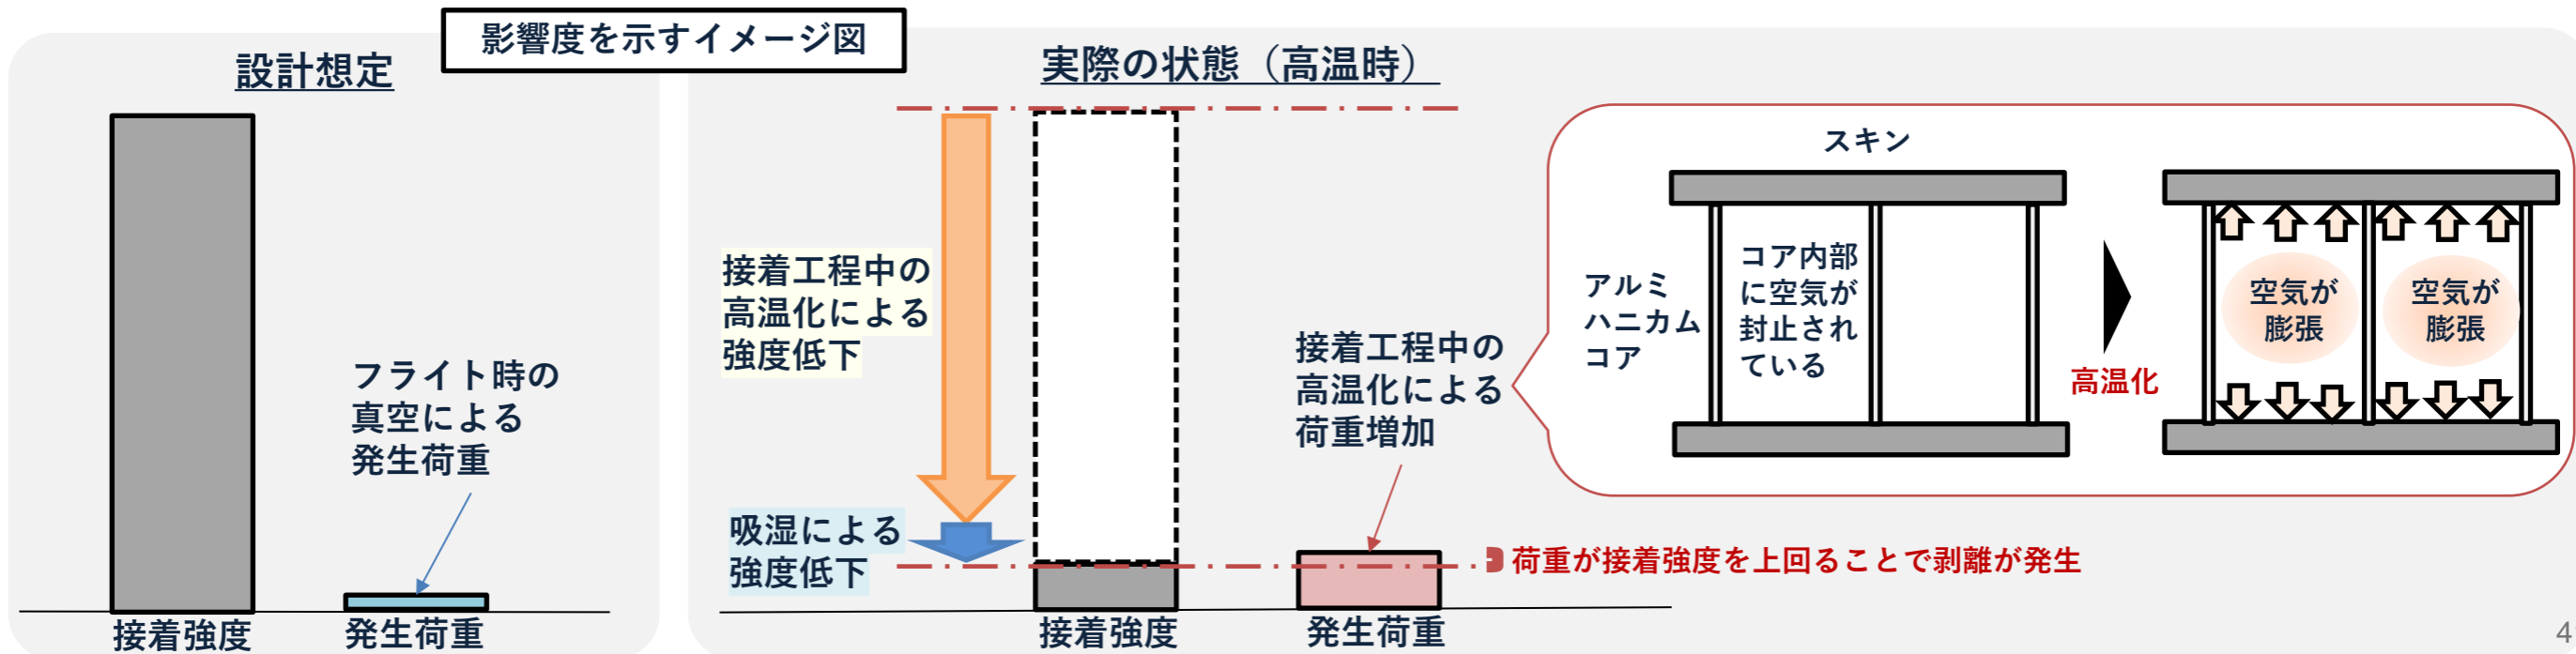 影響度を示すイメージ図
設計想定
フライト時の
真空による
発生荷重
接着強度
発生荷重
実際の状態（高温時）
接着工程中の
高温化による
強度低下
吸湿による
強度低下
接着工程中の
高温化による
荷重増加
荷重が接着強度を上回ることで剥離が発生
接着強度
発生荷重
スキン
アルミ
ハニカム
コア
コア内部
に空気が
封止され
ている
高温化
空気が
膨張
空気が
膨張